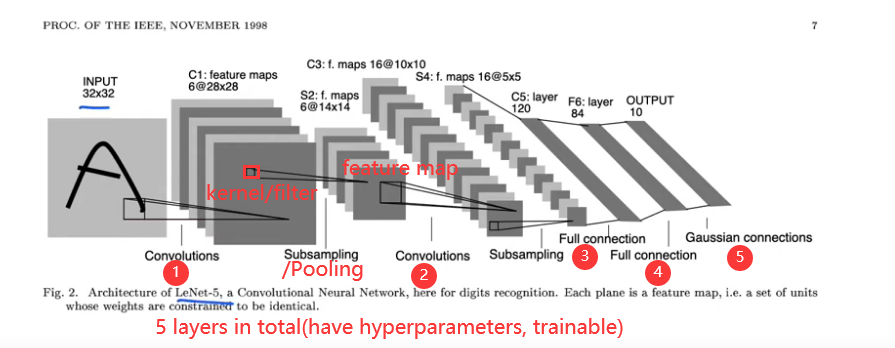 PROC. OF THE IEEE, NOVEMBER 1998
7
C3: f. maps 16@10x10
INPUT
32x32
C1: feature maps
6@28x28
S4: f. maps 16@5x5
S2: f. maps
6@14x14
C5: layer
120
F6: layer
84
OUTPUT
10
A
kernel/filter
feature map
Convolutions
1
Subsampling
/Pooling
Convolutions
2
Subsampling
Full connection
3
Full connection
4
Gaussian connections
5
Fig. 2. Architecture of LeNet-5, a Convolutional Neural Network, here for digits recognition. Each plane is a feature map, i.e. a set of units
whose weights are constrained to be identical.
5 layers in total(have hyperparameters, trainable)